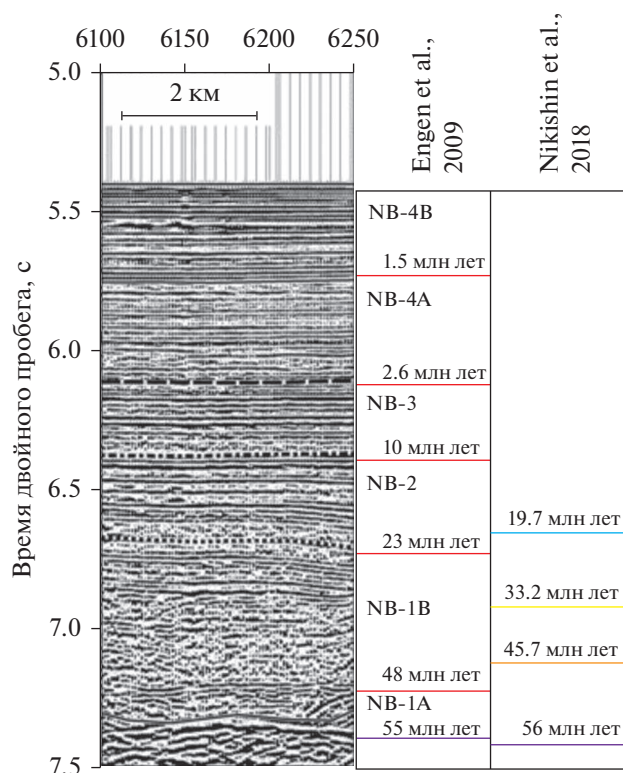 6100 6150 6200 6250
Engen et al.,
2009
Nikishin et al.,
2018
Время двойного пробега, с
5.0
2 км
5.5
NB-4B
1.5 млн лет
NB-4A
6.0
2.6 млн лет
NB-3
10 млн лет
6.5
NB-2
19.7 млн лет
23 млн лет
33.2 млн лет
7.0
NB-1B
45.7 млн лет
48 млн лет
NB-1A
55 млн лет
56 млн лет
7.5